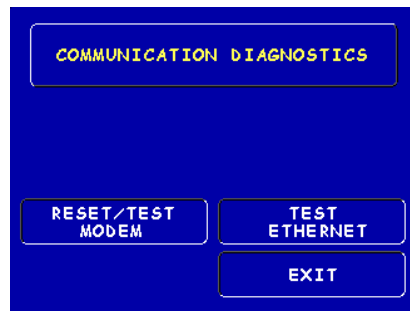 COMMUNICATION DIAGNOSTICS
RESET/TEST
MODEM
TEST
ETHERNET
EXIT